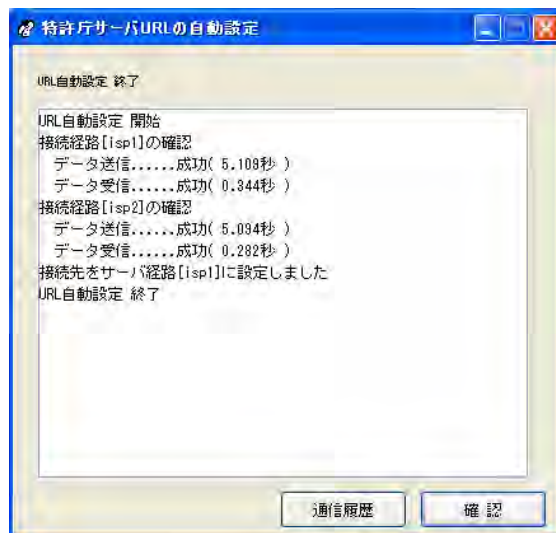 特許庁サーバURLの自動設定
URL自動設定 終了
URL自動設定 開始
接続経路[isp1]の確認
データ送信......成功( 5.109秒 )
データ受信......成功( 0.344秒 )
接続経路[isp2]の確認
データ送信......成功( 5.094秒 )
データ受信......成功( 0.282秒 )
接続先をサーバ経路[isp1]に設定しました
URL自動設定 終了
通信履歴
確 認